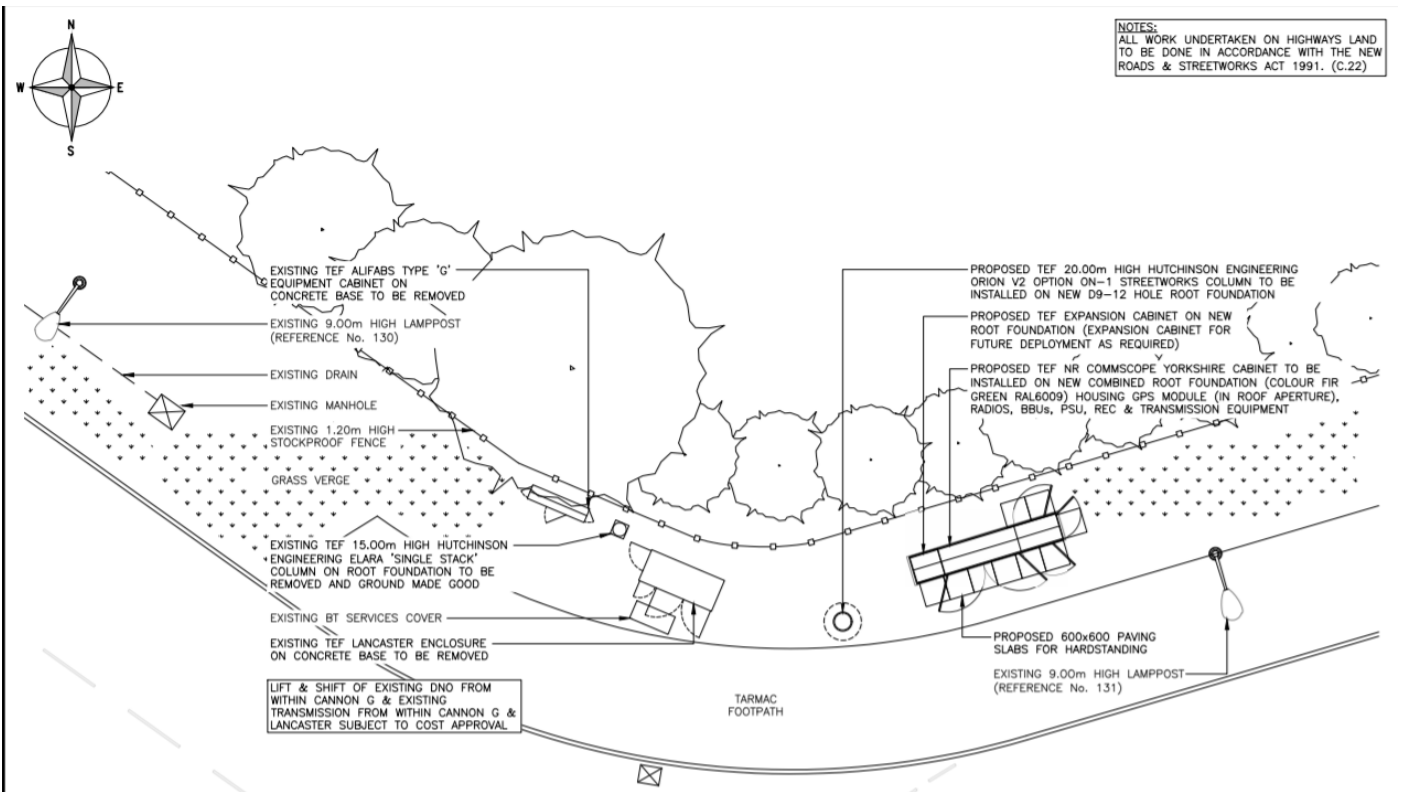 N
W
E
S
NOTES:
ALL WORK UNDERTAKEN ON HIGHWAYS LAND
TO BE DONE IN ACCORDANCE WITH THE NEW
ROADS & STREETWORKS ACT 1991. (C.22)
EXISTING TEF ALIFABS TYPE 'G'
EQUIPMENT CABINET ON
CONCRETE BASE TO BE REMOVED
EXISTING 9.00m HIGH LAMPPOST
(REFERENCE No. 130)
EXISTING DRAIN
EXISTING MANHOLE
EXISTING 1.20m HIGH
STOCKPROOF FENCE
GRASS VERGE
EXISTING TEF 15.00m HIGH HUTCHINSON
ENGINEERING ELARA 'SINGLE STACK'
COLUMN ON ROOT FOUNDATION TO BE
REMOVED AND GROUND MADE GOOD
EXISTING BT SERVICES COVER
EXISTING TEF LANCASTER ENCLOSURE
ON CONCRETE BASE TO BE REMOVED
LIFT & SHIFT OF EXISTING DNO FROM
WITHIN CANNON G & EXISTING
TRANSMISSION FROM WITHIN CANNON G &
LANCASTER SUBJECT TO COST APPROVAL
PROPOSED TEF 20.00m HIGH HUTCHINSON ENGINEERING
ORION V2 OPTION ON-1 STREETWORKS COLUMN TO BE
INSTALLED ON NEW D9-12 HOLE ROOT FOUNDATION
PROPOSED TEF EXPANSION CABINET ON NEW
ROOT FOUNDATION (EXPANSION CABINET FOR
FUTURE DEPLOYMENT AS REQUIRED)
PROPOSED TEF NR COMMSCOPE YORKSHIRE CABINET TO BE
INSTALLED ON NEW COMBINED ROOT FOUNDATION (COLOUR FIR
GREEN RAL6009) HOUSING GPS MODULE (IN ROOF APERTURE),
RADIOS, BBUs, PSU, REC & TRANSMISSION EQUIPMENT
PROPOSED 600x600 PAVING
SLABS FOR HARDSTANDING
EXISTING 9.00m HIGH LAMPPOST
(REFERENCE No. 131)
TARMAC
FOOTPATH